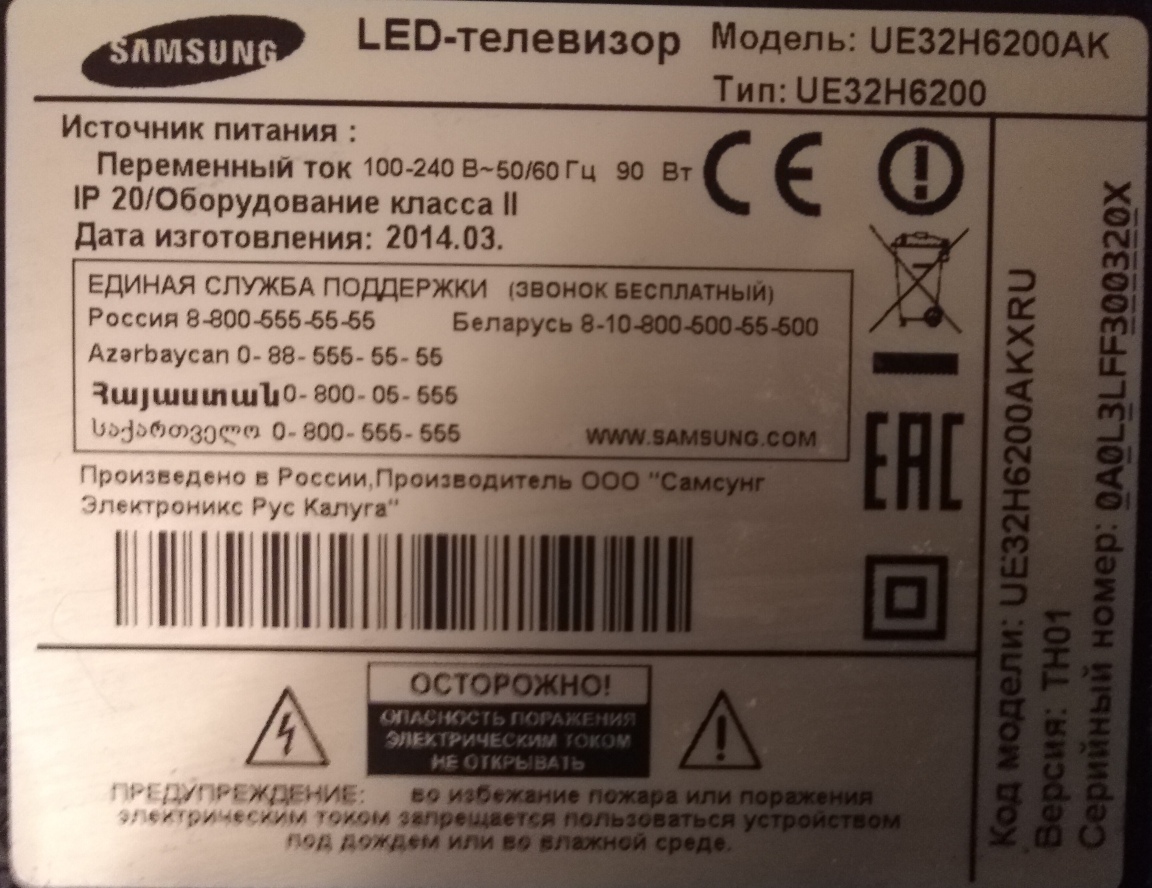 SAMSUNG
LED-телевизор
Модель: UE32H6200AK
Тип: UE32H6200
Источник питания :
Переменный ток 100-240 В~50/60 Гц 90 Вт
IP 20/Оборудование класса II
Дата изготовления: 2014.03.
CE
ЕДИНАЯ СЛУЖБА ПОДДЕРЖКИ (ЗВОНОК БЕСПЛАТНЫЙ)
Россия 8-800-555-55-55 Беларусь 8-10-800-500-55-500
Azərbaycan 0- 88- 555- 55- 55
Հայաստան 0- 800- 05- 555
საქართველო 0- 800- 555- 555 WWW.SAMSUNG.COM
Произведено в России,Производитель ООО "Самсунг
Электроникс Рус Калуга"
EAC
ОСТОРОЖНО!
ОПАСНОСТЬ ПОРАЖЕНИЯ
ЭЛЕКТРИЧЕСКИМ ТОКОМ
НЕ ОТКРЫВАТЬ
ПРЕДУПРЕЖДЕНИЕ: во избежание пожара или поражения
электрическим током запрещается пользоваться устройством
под дождем или во влажной среде.
Код модели: UE32H6200AKXRU
Версия: TH01
Серийный номер: 0A0L3LFF300320X